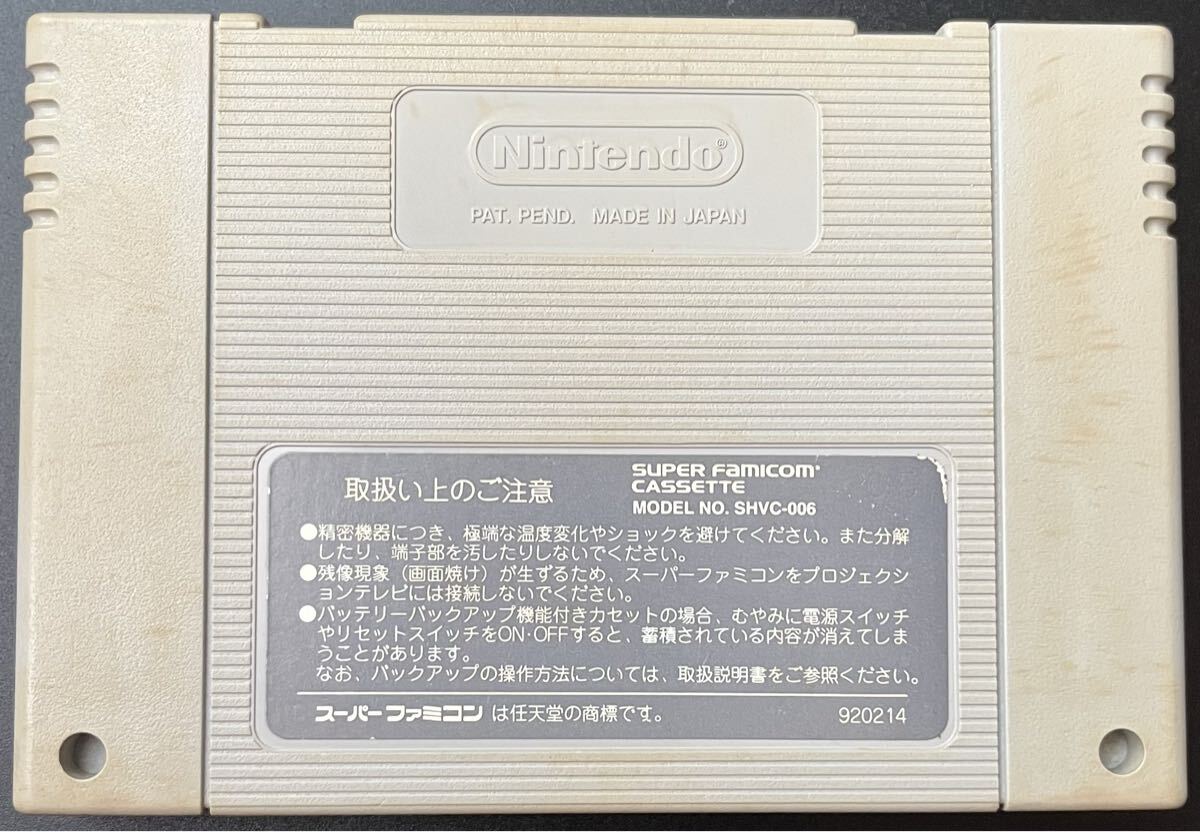 Nintendo®
PAT. PEND. MADE IN JAPAN
取扱い上のご注意
SUPER FAMICOM®
CASSETTE
MODEL NO. SHVC-006
●精密機器につき、極端な温度変化やショックを避けてください。また分解
したり、端子部を汚したりしないでください。
●残像現象（画面焼け）が生ずるため、スーパーファミコンをプロジェクシ
ョンテレビには接続しないでください。
●バッテリーバックアップ機能付きカセットの場合、むやみに電源スイッチ
やリセットスイッチをON·OFFすると、蓄積されている内容が消えてしま
うことがあります。
なお、バックアップの操作方法については、取扱説明書をご参照ください。
スーパーファミコン は任天堂の商標です。
920214